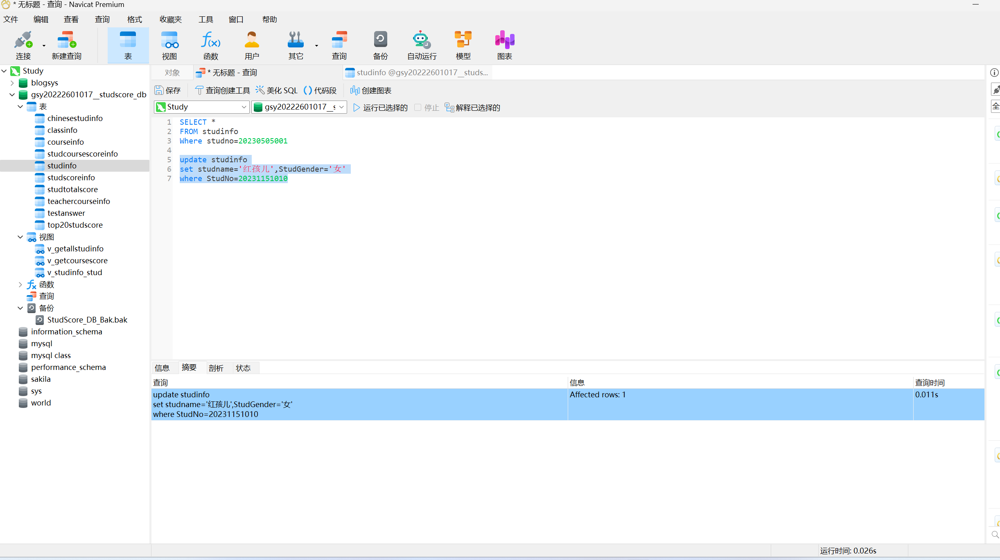 * 无标题 - 查询 - Navicat Premium
文件 编辑 查看 查询 格式 收藏夹 工具 窗口 帮助
连接 新建查询 表 视图 函数 用户 其它 查询 备份 自动运行 模型 图表
Study
blogsys
gsy20222601017_studscore_db
表
chinesestudinfo
classinfo
courseinfo
studcoursescoreinfo
studinfo
studscoreinfo
studtotalscore
teachercourseinfo
testanswer
top20studscore
视图
v_getallstudinfo
v_getcoursescore
v_studinfo_stud
函数
查询
备份
StudScore_DB_Bak.bak
information_schema
mysql
mysql class
performance_schema
sakila
sys
world
对象 * 无标题 - 查询 studinfo @gsy20222601017_studs...
保存 查询创建工具 美化 SQL 代码段 创建图表
Study gsy20222601017_s 运行已选择的 停止 解释已选择的
全
1 SELECT *
2 FROM studinfo
3 Where studno=20230505001
4
5 update studinfo
6 set studname='红孩儿',StudGender='女'
7 where StudNo=20231151010
信息 摘要 剖析 状态
查询 信息 查询时间
update studinfo Affected rows: 1 0.011s
set studname='红孩儿',StudGender='女'
where StudNo=20231151010
运行时间: 0.026s